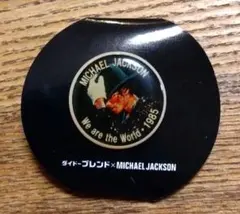 MICHAEL JACKSON
We are the World・1985
ダイドーブレンド×MICHAEL JACKSON